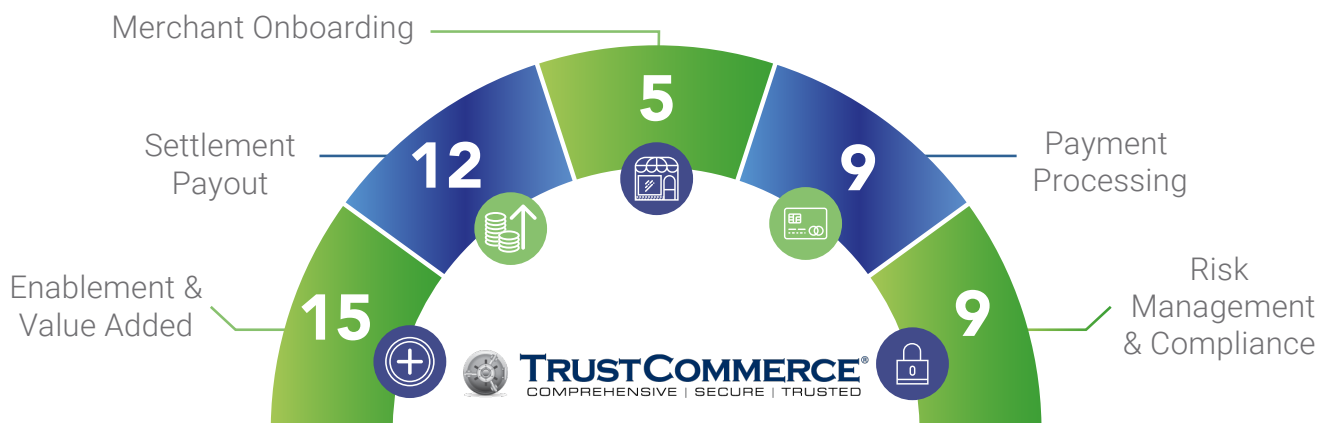 Merchant Onboarding
5
Settlement
Payout
12
9
Payment
Processing
Enablement &
Value Added
15
9
Risk
Management
& Compliance
TRUSTCOMMERCE®
COMPREHENSIVE | SECURE | TRUSTED